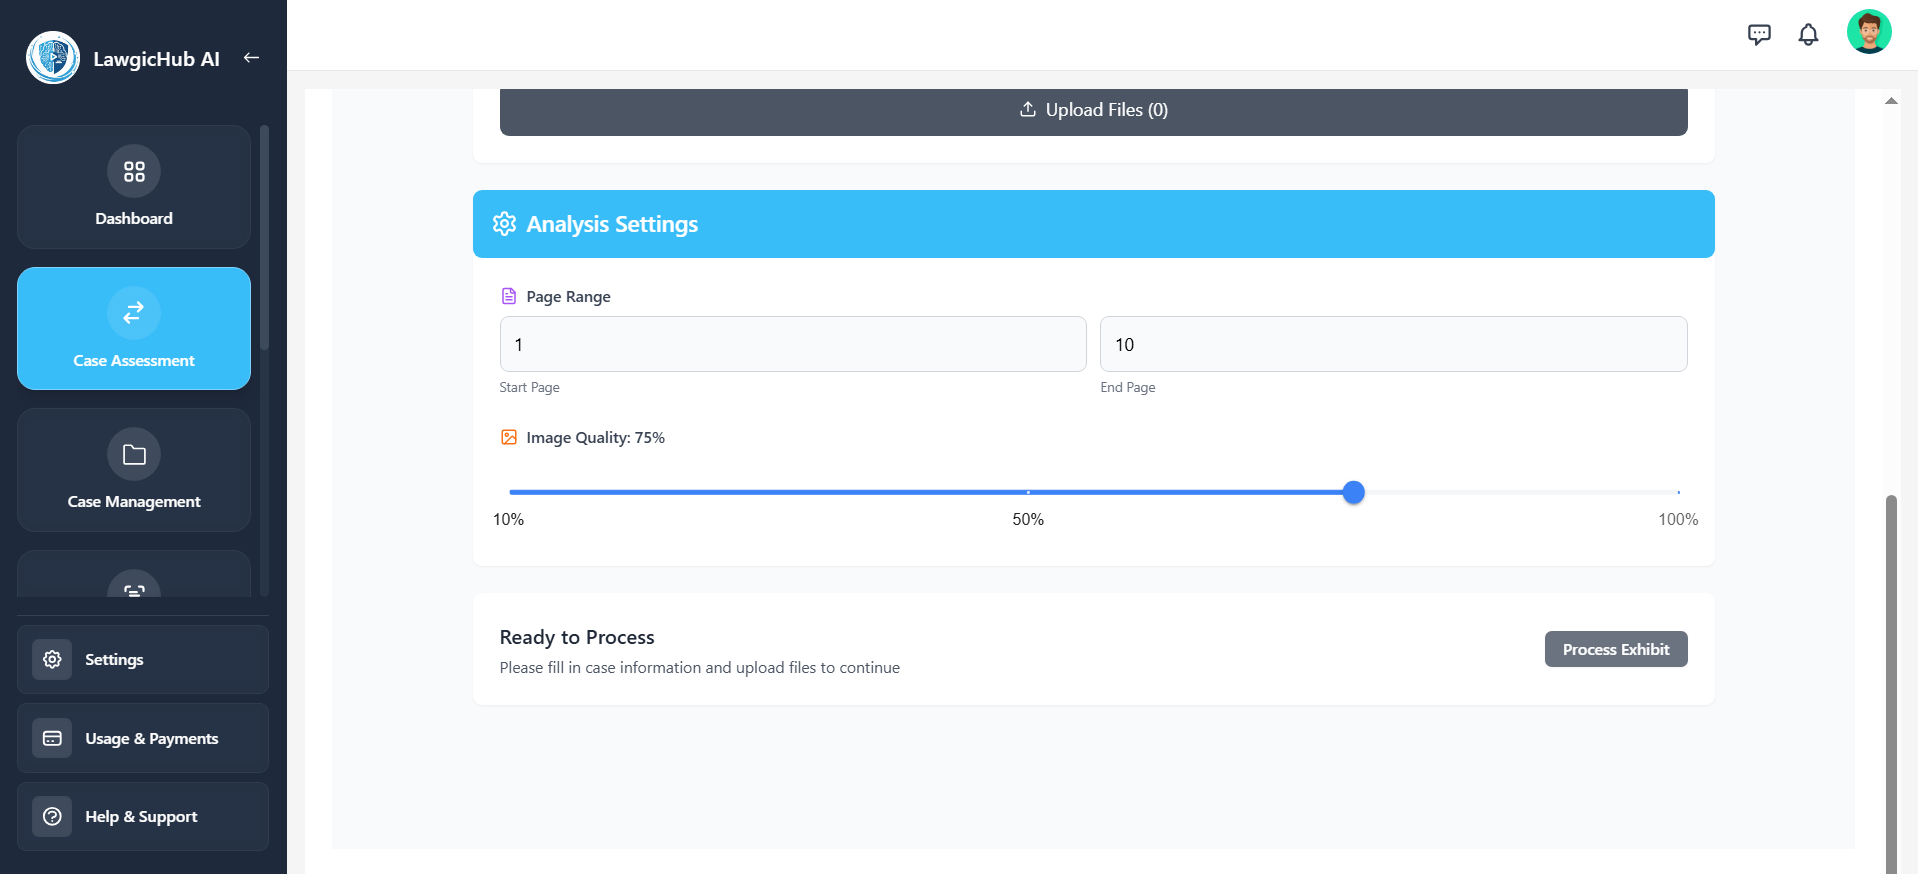 LawgicHub AI
Dashboard
Case Assessment
Case Management
Settings
Usage & Payments
Help & Support
Upload Files (0)
Analysis Settings
Page Range
1
10
Start Page
End Page
Image Quality: 75%
10%
50%
100%
Ready to Process
Please fill in case information and upload files to continue
Process Exhibit